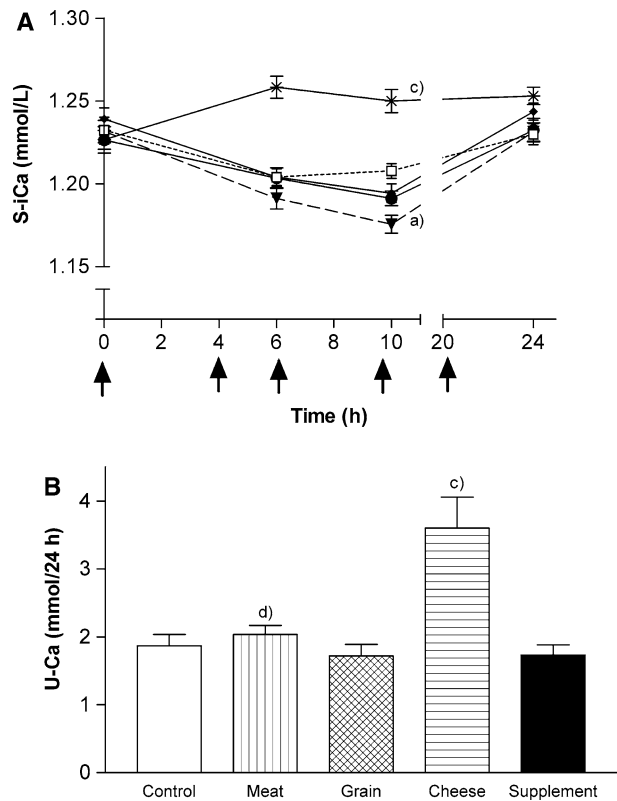 A
1.30
1.25
1.20
1.15
S-iCa (mmol/L)
c)
a)
0 2 4 6 8 10 20 24
Time (h)
B
4
3
2
1
0
U-Ca (mmol/24 h)
d)
c)
Control Meat Grain Cheese Supplement